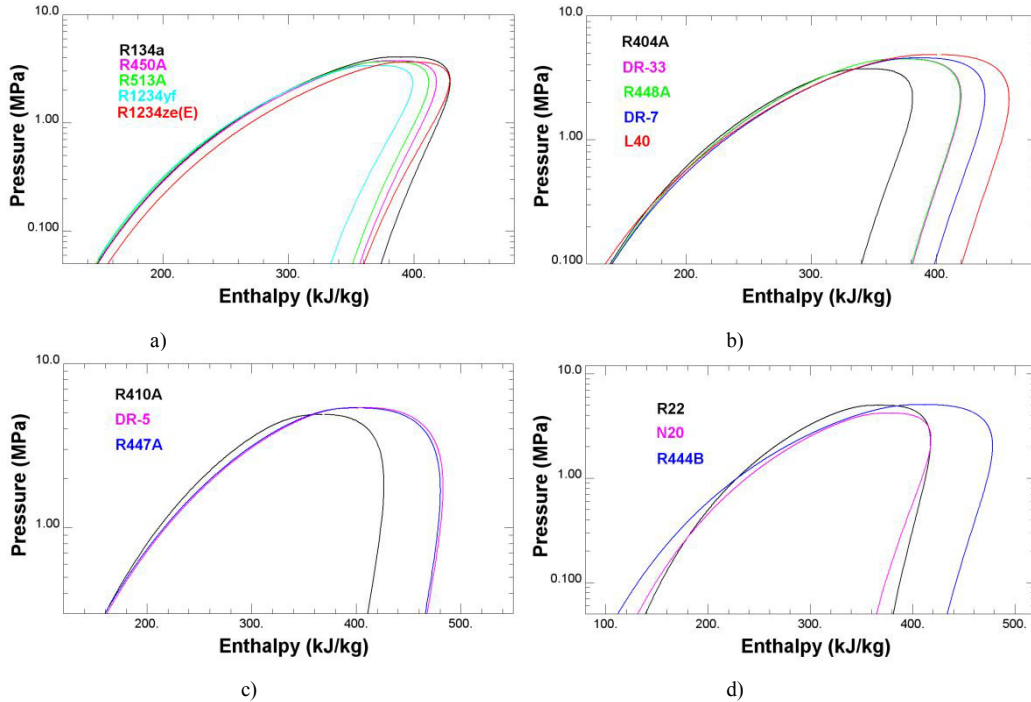 10.0
R134a
R450A
R513A
R1234yf
R1234ze(E)
Pressure (MPa)
1.00
0.100
200. 300. 400.
Enthalpy (kJ/kg)
a)
10.0
R404A
DR-33
R448A
DR-7
L40
Pressure (MPa)
1.00
0.100
200. 300. 400.
Enthalpy (kJ/kg)
b)
10.0
R410A
DR-5
R447A
Pressure (MPa)
1.00
200. 300. 400. 500.
Enthalpy (kJ/kg)
c)
10.0
R22
N20
R444B
Pressure (MPa)
1.00
0.100
100. 200. 300. 400. 500.
Enthalpy (kJ/kg)
d)